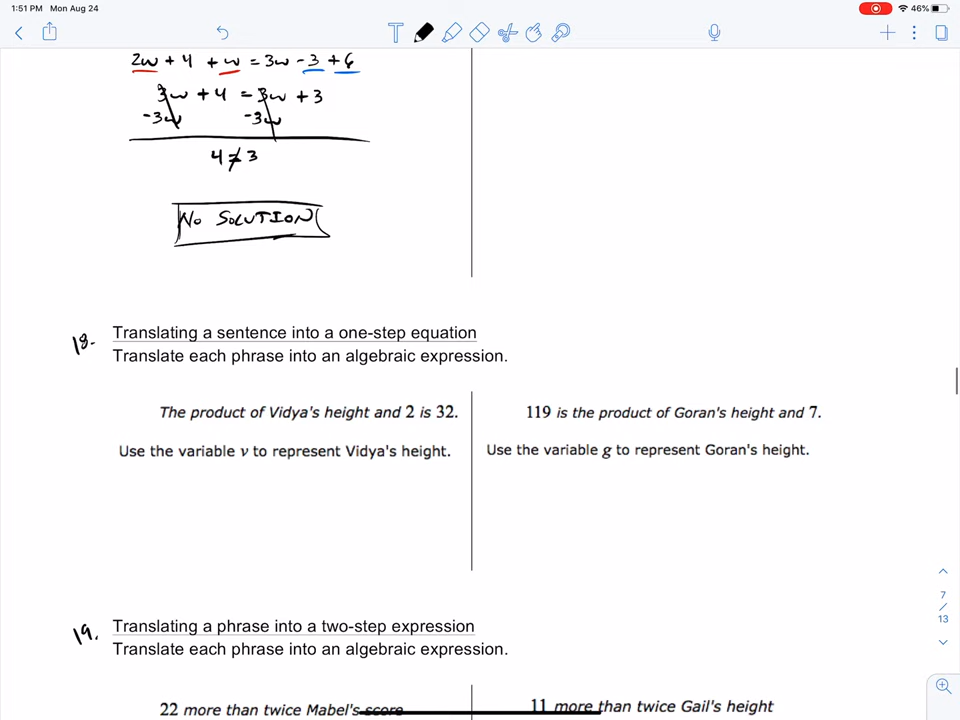 1:51 PM Mon Aug 24
46%
2w + 4 + w = 3w - 3 + 6
3w + 4 = 3w + 3
-3w -3w
4 ≠ 3
NO SOLUTION
18. Translating a sentence into a one-step equation
Translate each phrase into an algebraic expression.
The product of Vidya's height and 2 is 32.
Use the variable v to represent Vidya's height.
119 is the product of Goran's height and 7.
Use the variable g to represent Goran's height.
19. Translating a phrase into a two-step expression
Translate each phrase into an algebraic expression.
22 more than twice Mabel's score
11 more than twice Gail's height
7
/
13